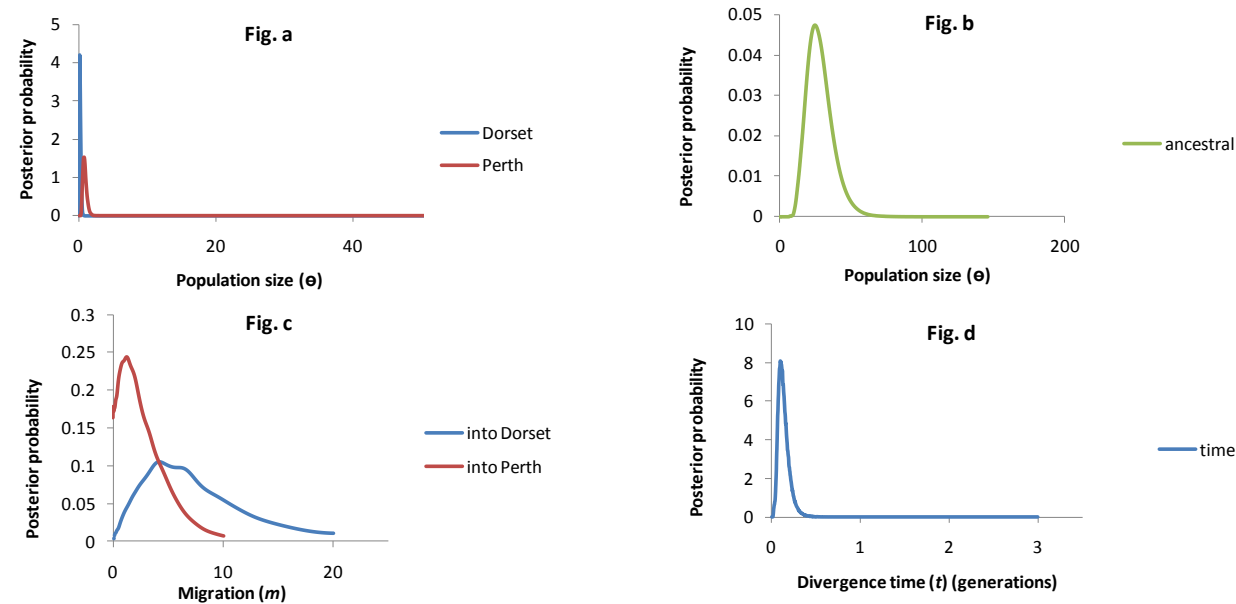 Fig. a
Posterior probability
5
4
3
2
1
0
0 20 40
Population size (ɵ)
Dorset
Perth
Fig. b
Posterior probability
0.05
0.04
0.03
0.02
0.01
0
0 100 200
Population size (ɵ)
ancestral
Fig. c
Posterior probability
0.3
0.25
0.2
0.15
0.1
0.05
0
0 10 20
Migration (m)
into Dorset
into Perth
Fig. d
Posterior probability
10
8
6
4
2
0
0 1 2 3
Divergence time (t) (generations)
time